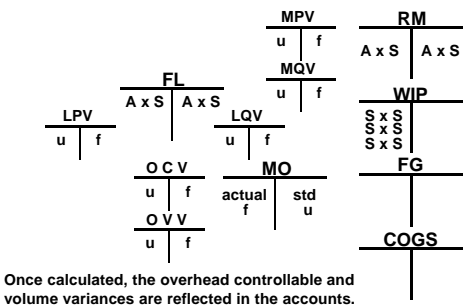 MPV
RM
u f
A x S A x S
MQV
FL
u f
WIP
A x S A x S
S x S
S x S
S x S
LPV
LQV
u f
u f
FG
O C V
MO
u f
actual std
f u
O V V
u f
COGS
Once calculated, the overhead controllable and
volume variances are reflected in the accounts.